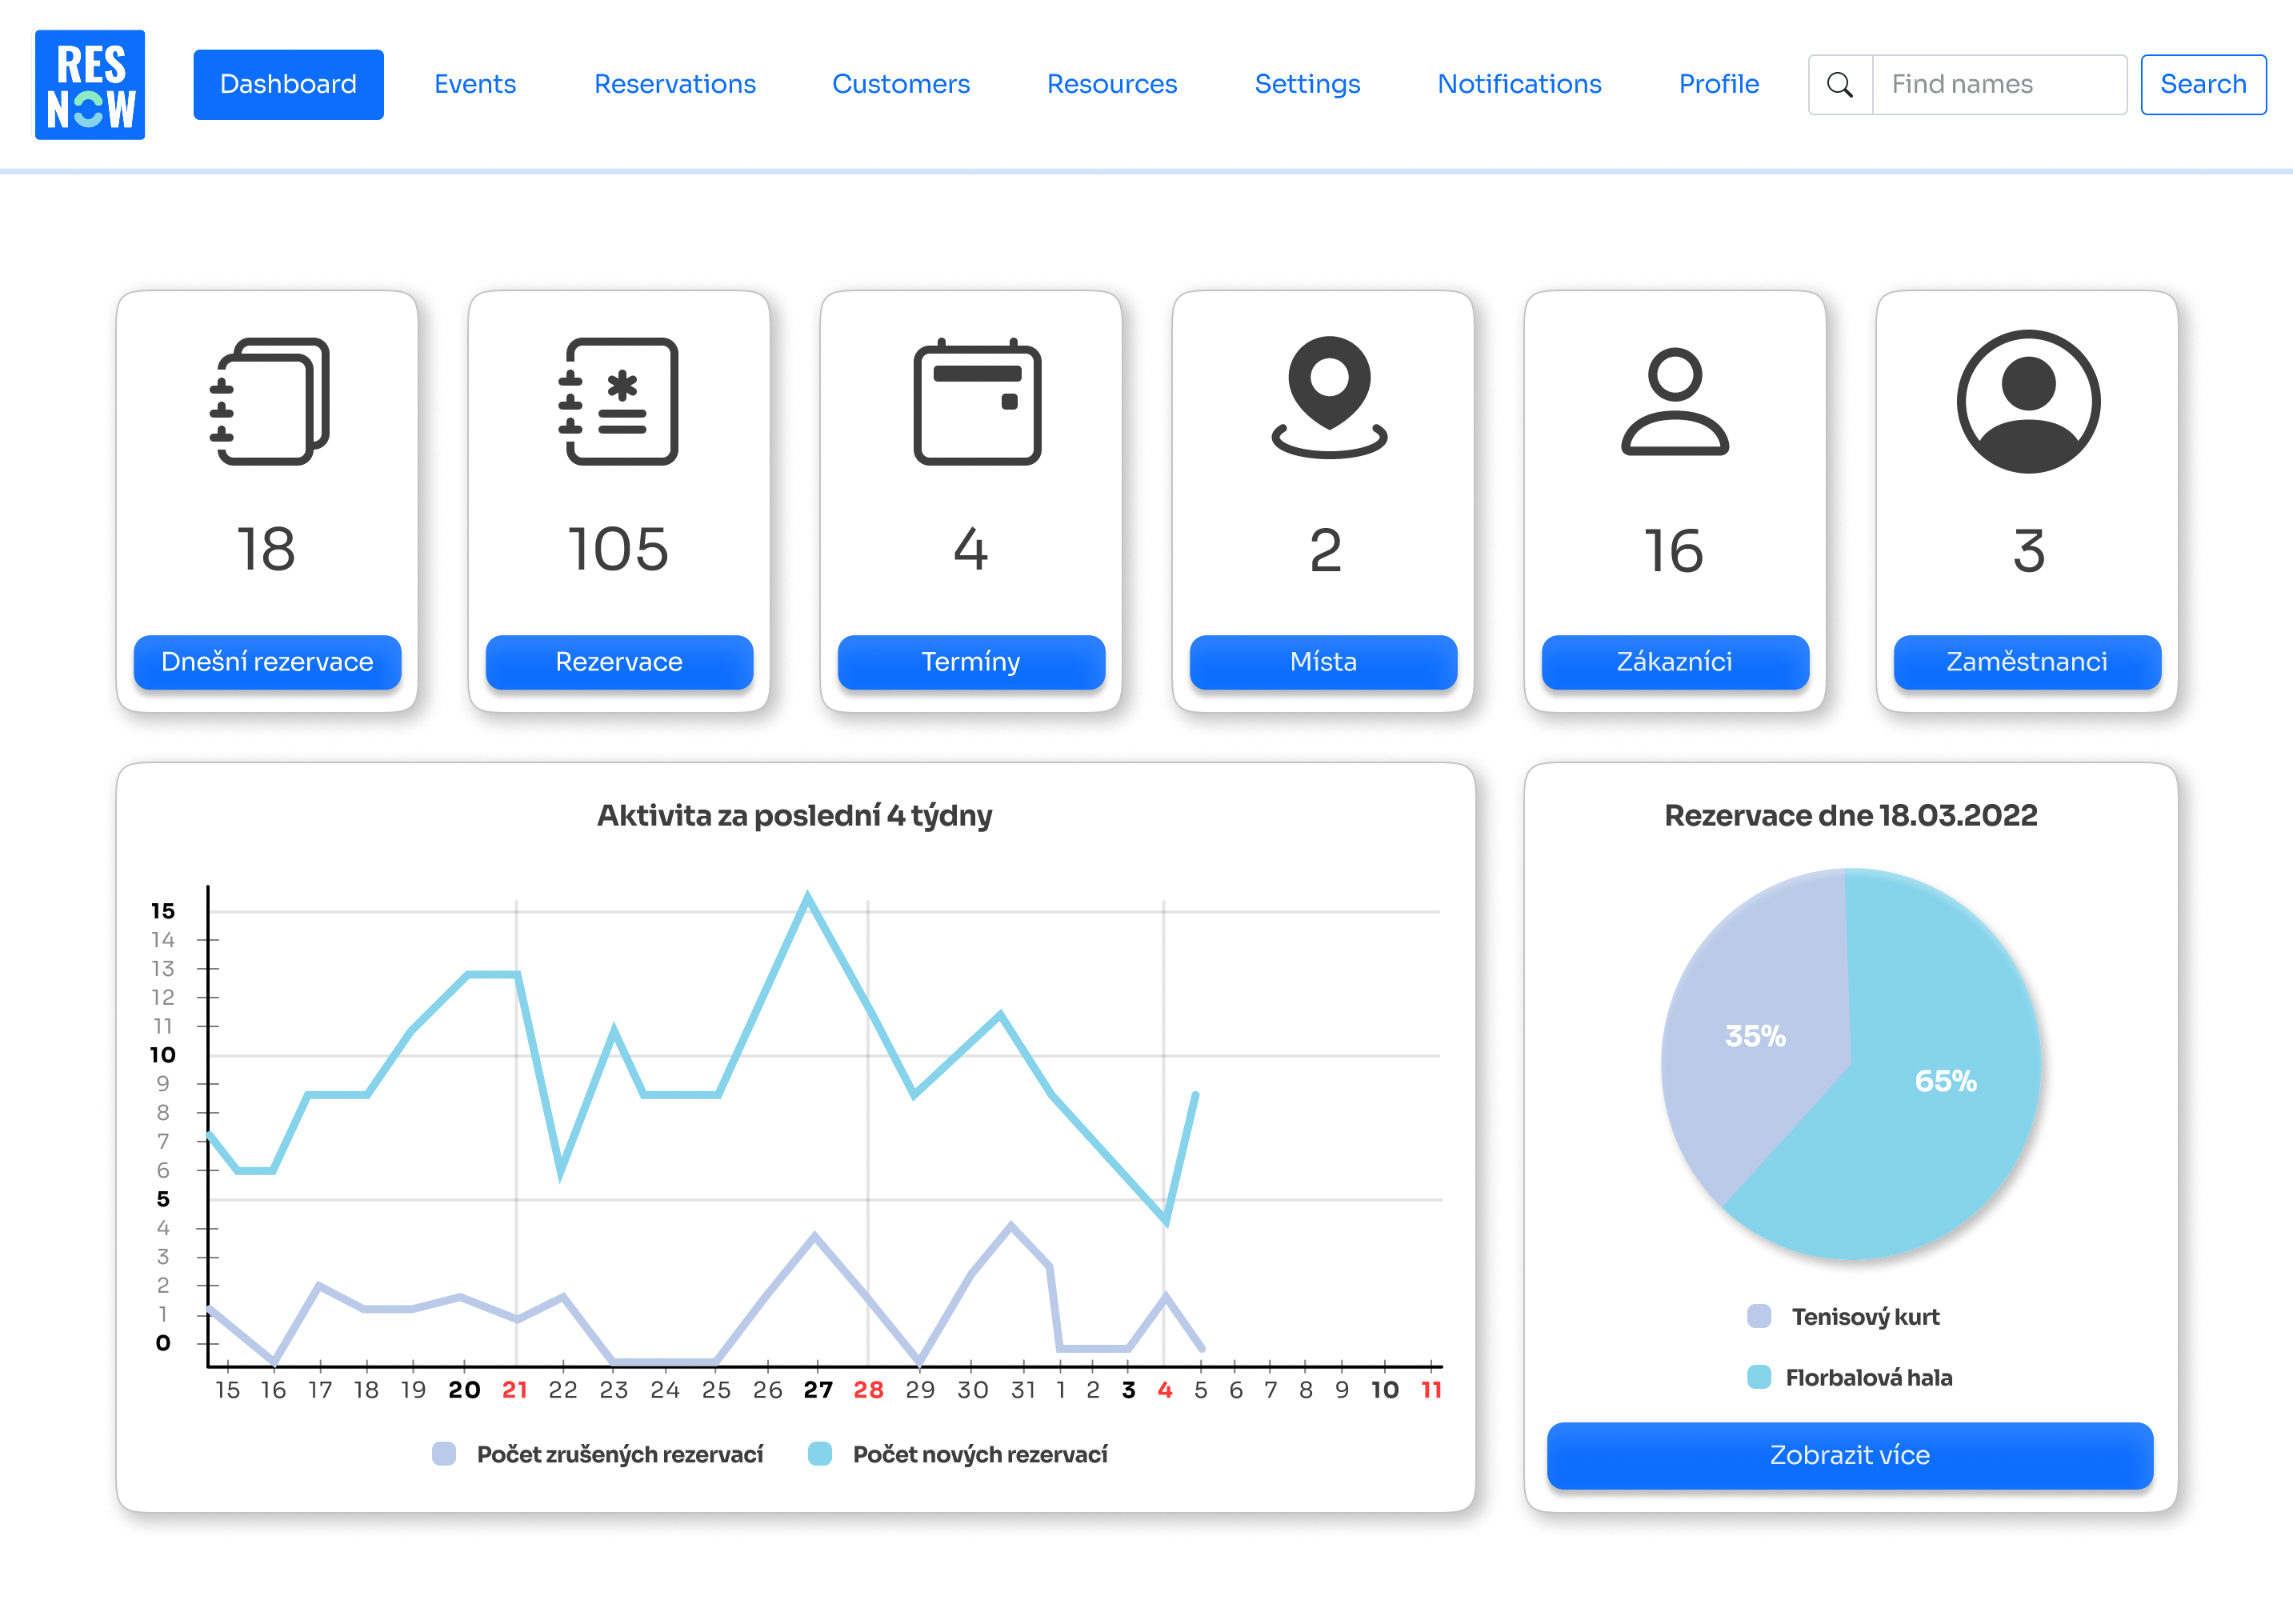 RES
NOW
Dashboard Events Reservations Customers Resources Settings Notifications Profile Find names Search
18 105 4 2 16 3
Dnešní rezervace Rezervace Termíny Místa Zákazníci Zaměstnanci
Aktivita za poslední 4 týdny
15
14
13
12
11
10
9
8
7
6
5
4
3
2
1
0
15 16 17 18 19 20 21 22 23 24 25 26 27 28 29 30 31 1 2 3 4 5 6 7 8 9 10 11
Počet zrušených rezervací Počet nových rezervací
Rezervace dne 18.03.2022
35%
65%
Tenisový kurt
Florbalová hala
Zobrazit více